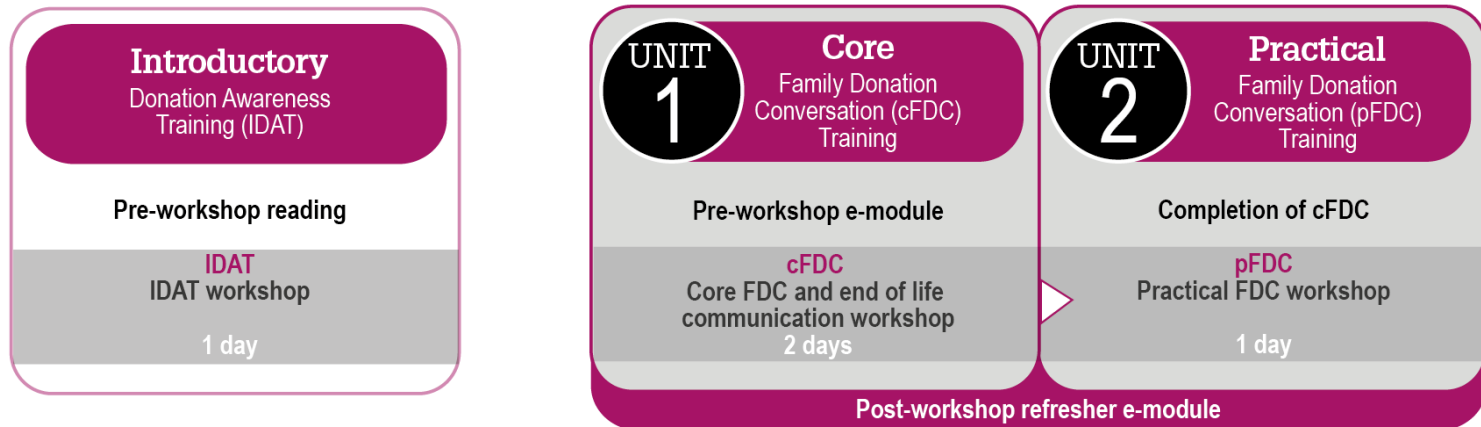 Introductory
Donation Awareness
Training (IDAT)
Pre-workshop reading
IDAT
IDAT workshop
1 day
UNIT
1
Core
Family Donation
Conversation (cFDC)
Training
Pre-workshop e-module
cFDC
Core FDC and end of life
communication workshop
2 days
UNIT
2
Practical
Family Donation
Conversation (pFDC)
Training
Completion of cFDC
pFDC
Practical FDC workshop
1 day
Post-workshop refresher e-module